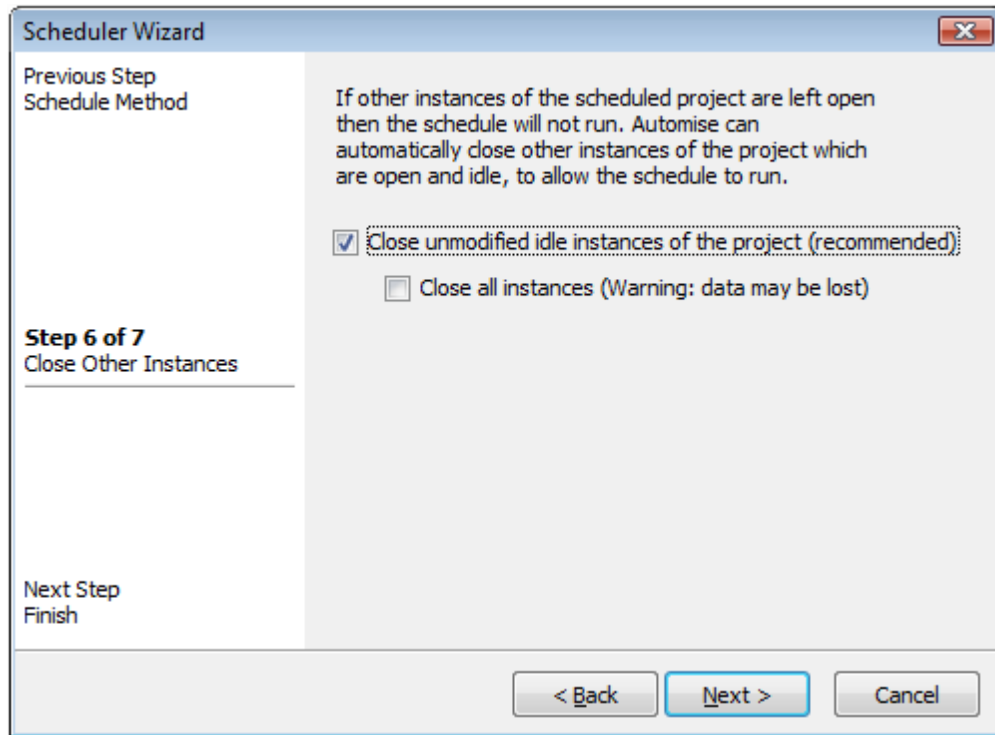 Scheduler Wizard
Previous Step
Schedule Method
If other instances of the scheduled project are left open
then the schedule will not run. Automise can
automatically close other instances of the project which
are open and idle, to allow the schedule to run.
Close unmodified idle instances of the project (recommended)
Close all instances (Warning: data may be lost)
Step 6 of 7
Close Other Instances
Next Step
Finish
< Back
Next >
Cancel